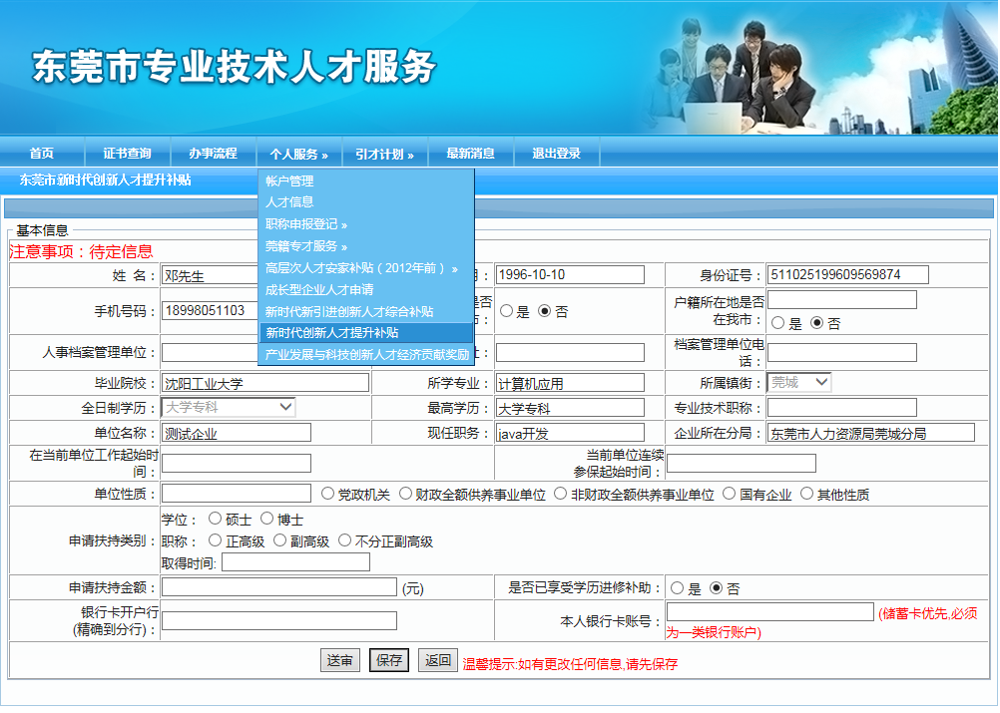 东莞市专业技术人才服务
首页 证书查询 办事流程 个人服务 » 引才计划 » 最新消息 退出登录
东莞市新时代创新人才提升补贴
帐户管理
人才信息
职称申报登记 »
莞籍专才服务 »
高层次人才安家补贴（2012年前） »
成长型企业人才申请
新时代新引进创新人才综合补贴
新时代创新人才提升补贴
产业发展与科技创新人才经济贡献奖励
基本信息
注意事项：待定信息
姓 名： 邓先生 ： 1996-10-10 身份证号： 511025199609569874
手机号码： 18998051103 是否 ： 是 否 户籍所在地是否
在我市： 是 否
人事档案管理单位： ： 档案管理单位电
话：
毕业院校： 沈阳工业大学 所学专业： 计算机应用 所属镇街： 莞城
全日制学历： 大学专科 最高学历： 大学专科 专业技术职称：
单位名称： 测试企业 现任职务： java开发 企业所在分局： 东莞市人力资源局莞城分局
在当前单位工作起始时
间： 当前单位连续
参保起始时间：
单位性质： 党政机关 财政全额供养事业单位 非财政全额供养事业单位 国有企业 其他性质
申请扶持类别： 学位： 硕士 博士
职称： 正高级 副高级 不分正副高级
取得时间:
申请扶持金额： (元) 是否已享受学历进修补助： 是 否
银行卡开户行
(精确到分行)： 本人银行卡账号： (储蓄卡优先,必须
为一类银行账户)
送审 保存 返回 温馨提示:如有更改任何信息,请先保存